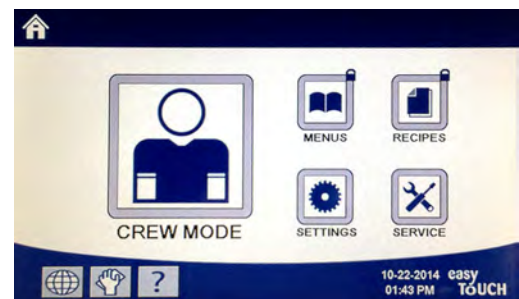 MENUS
RECIPES
CREW MODE
SETTINGS
SERVICE
?
10-22-2014
01:43 PM
easy
ToUCH